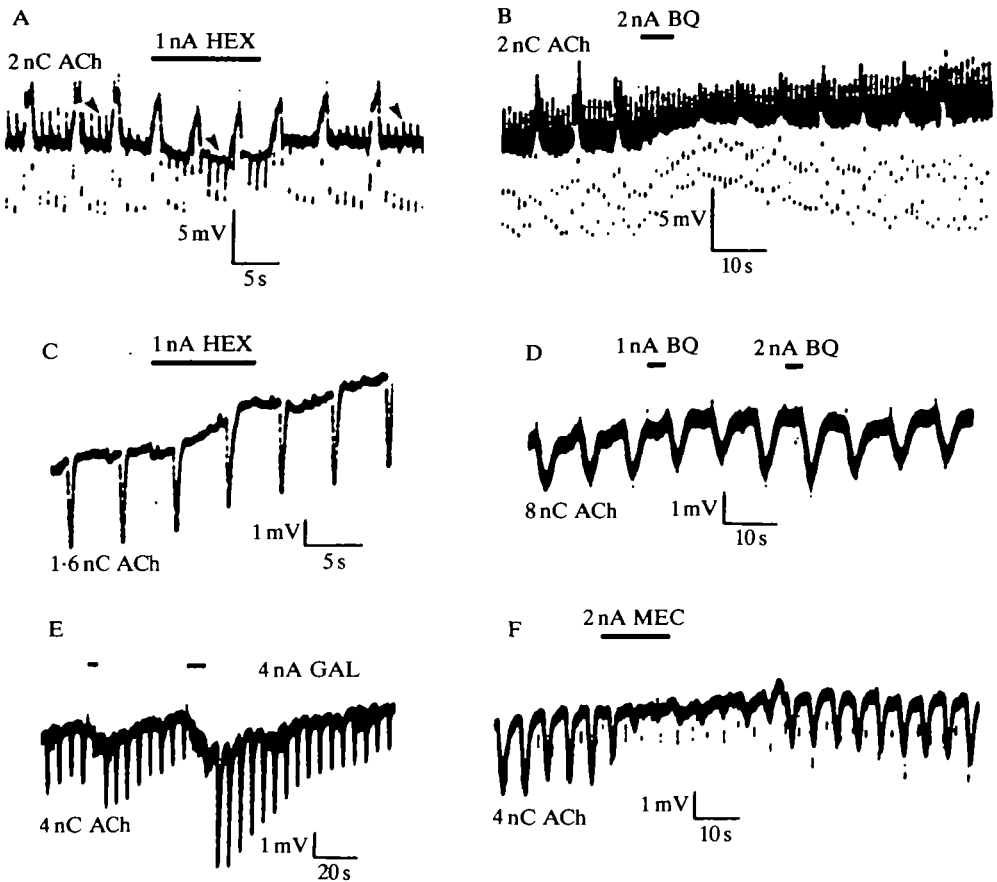 A
1 nA HEX
2 nC ACh
5 mV
5 s
B
2 nA BQ
2 nC ACh
5 mV
10 s
C
1 nA HEX
1·6 nC ACh
1 mV
5 s
D
1 nA BQ
2 nA BQ
8 nC ACh
1 mV
10 s
E
4 nA GAL
4 nC ACh
1 mV
20 s
F
2 nA MEC
4 nC ACh
1 mV
10 s